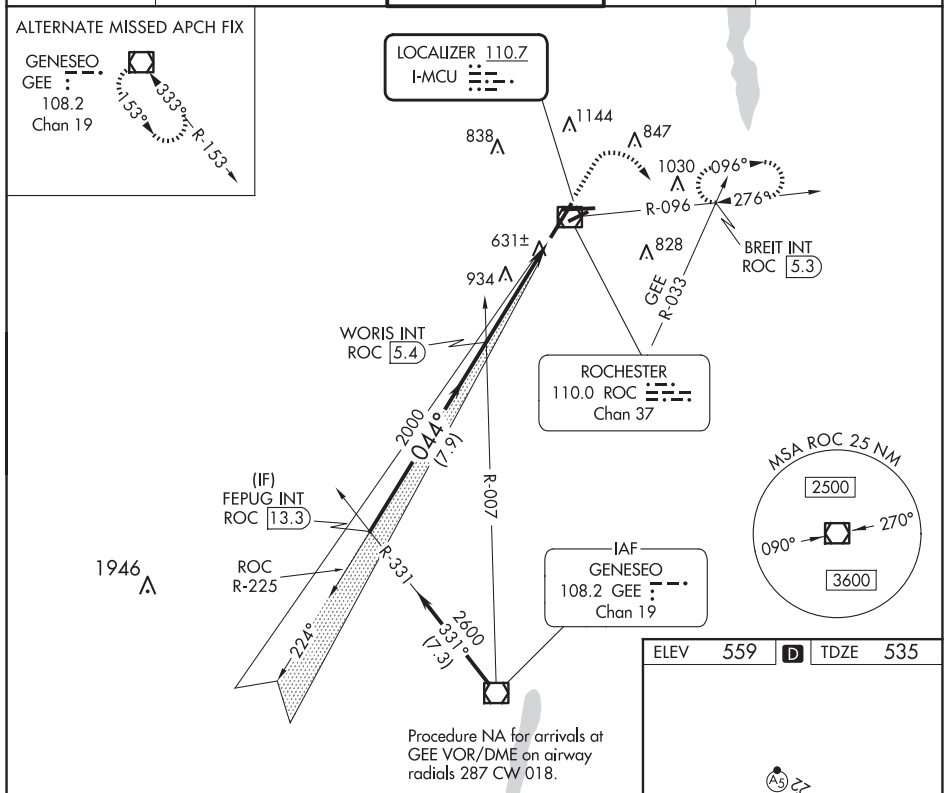 ALTERNATE MISSED APCH FIX
GENESEO
GEE
108.2
Chan 19
153°
333°
R-153
LOCALIZER 110.7
I-MCU
838
1144
847
1030
096°
276°
R-096
631±
934
828
BREIT INT
ROC 5.3
GEE
R-033
WORIS INT
ROC 5.4
ROCHESTER
110.0 ROC
Chan 37
2000
044°
(7.9)
R-007
MSA ROC 25 NM
2500
090°
270°
3600
(IF)
FEPUG INT
ROC 13.3
R-331
ROC
R-225
1946
224°
2600
331°
(7.3)
IAF
GENESEO
108.2 GEE
Chan 19
Procedure NA for arrivals at
GEE VOR/DME on airway
radials 287 CW 018.
ELEV 559 D TDZE 535
A5
22